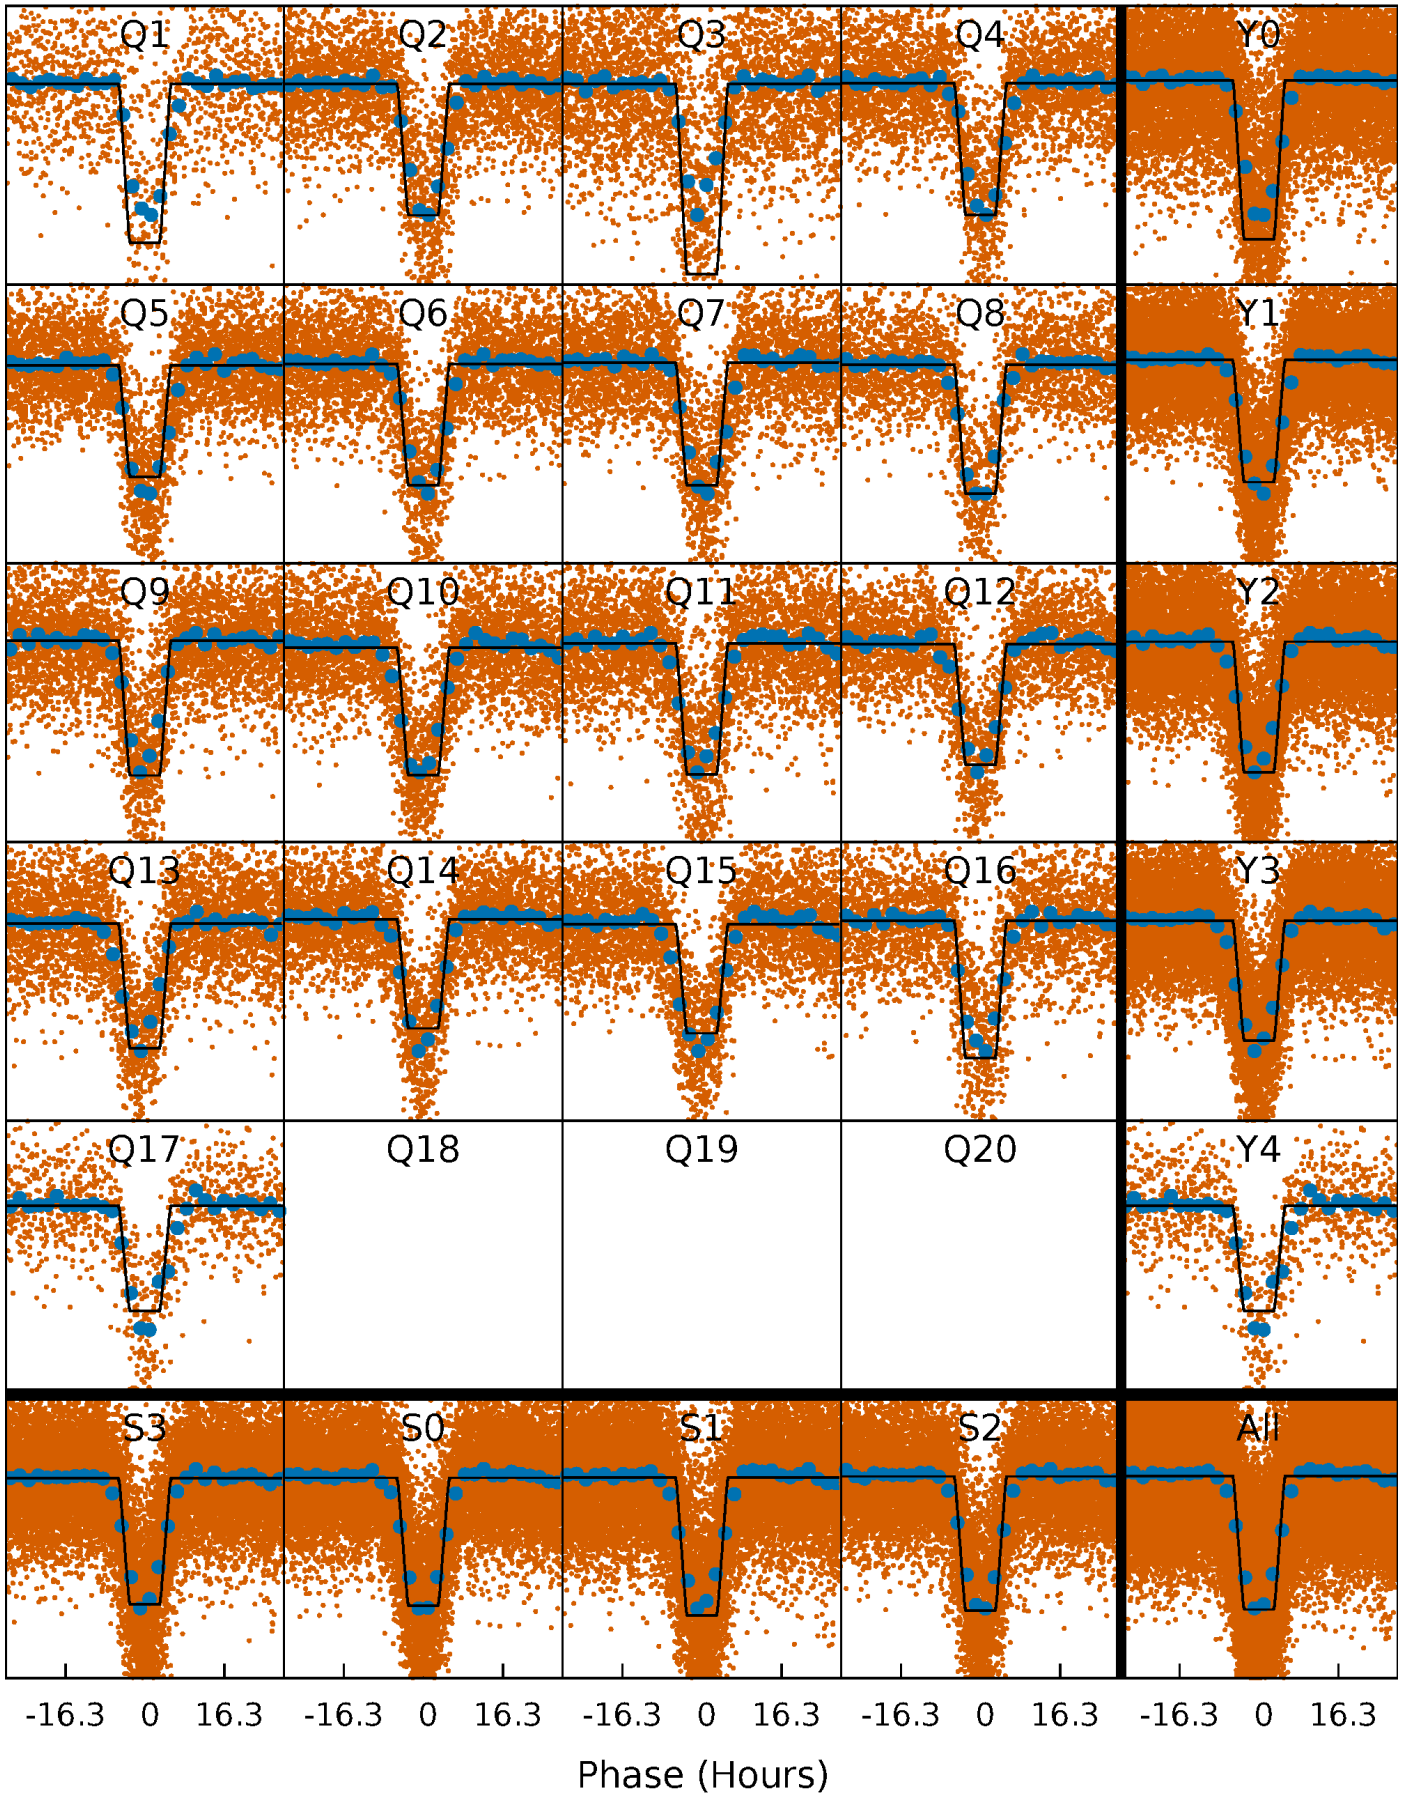 Q1 Q2 Q3 Q4 Y0
Q5 Q6 Q7 Q8 Y1
Q9 Q10 Q11 Q12 Y2
Q13 Q14 Q15 Q16 Y3
Q17 Q18 Q19 Q20 Y4
S3 S0 S1 S2 All
-16.3 0 16.3 -16.3 0 16.3 -16.3 0 16.3 -16.3 0 16.3 -16.3 0 16.3
Phase (Hours)